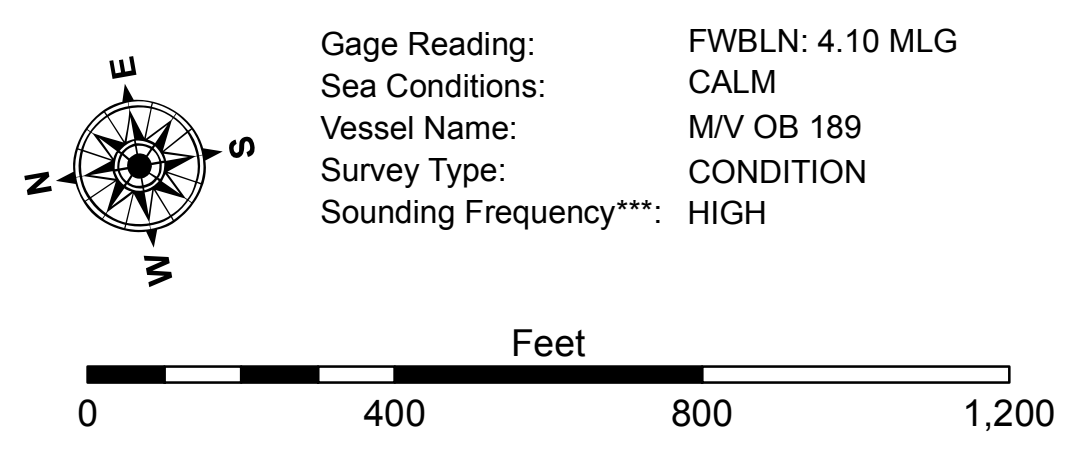 E
N
S
W
Gage Reading: FWBLN: 4.10 MLG
Sea Conditions: CALM
Vessel Name: M/V OB 189
Survey Type: CONDITION
Sounding Frequency***: HIGH
Feet
0 400 800 1,200